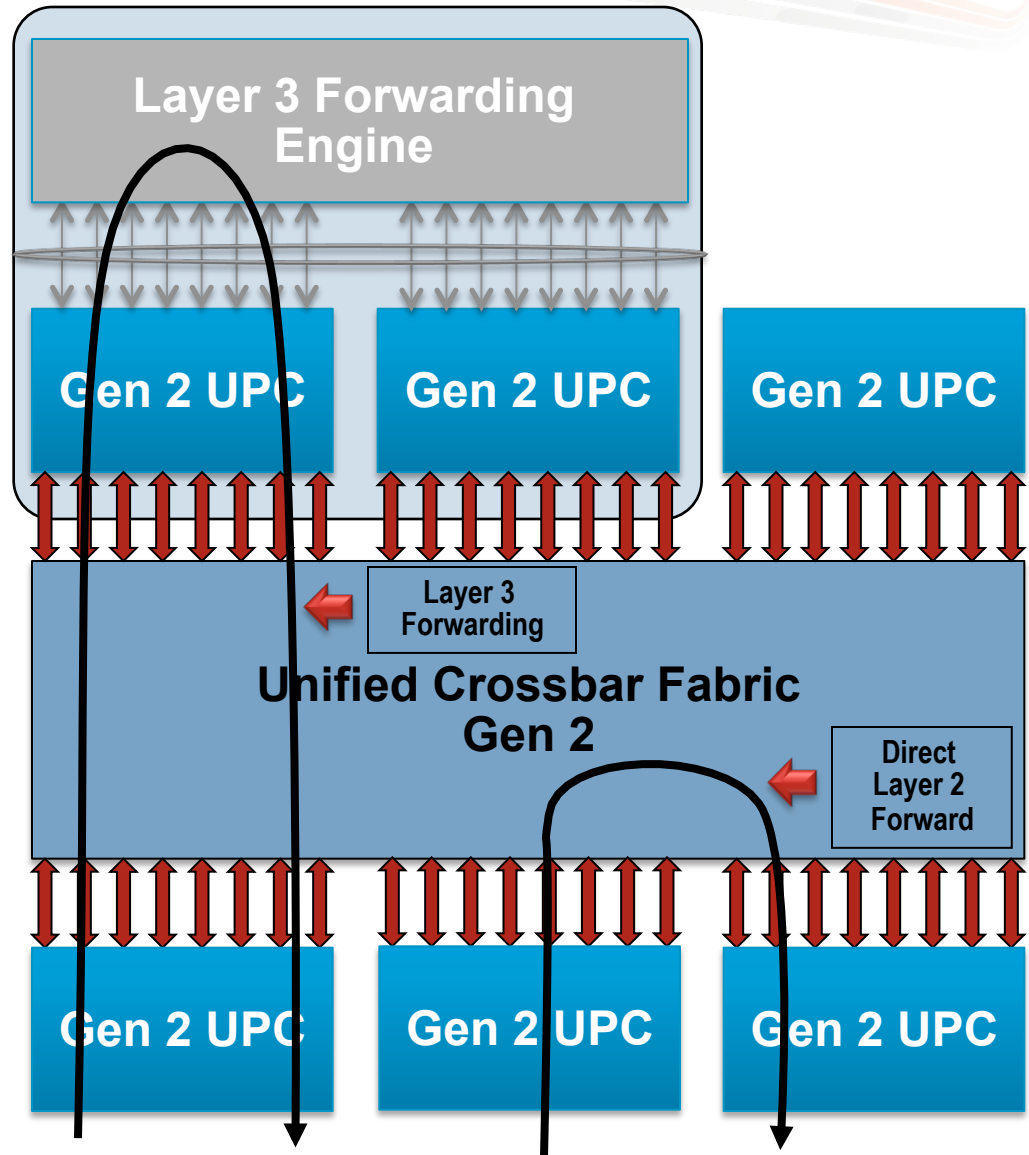 Layer 3 Forwarding
Engine
Gen 2 UPC
Gen 2 UPC
Gen 2 UPC
Layer 3
Forwarding
Unified Crossbar Fabric
Gen 2
Direct
Layer 2
Forward
Gen 2 UPC
Gen 2 UPC
Gen 2 UPC